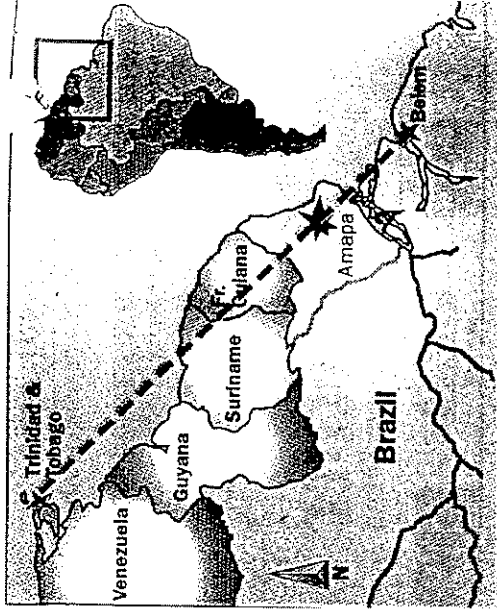 Trinidad &
Tobago
Venezuela
Guyana
Suriname
Fr.
Guiana
Amapa
Belem
Brazil
N